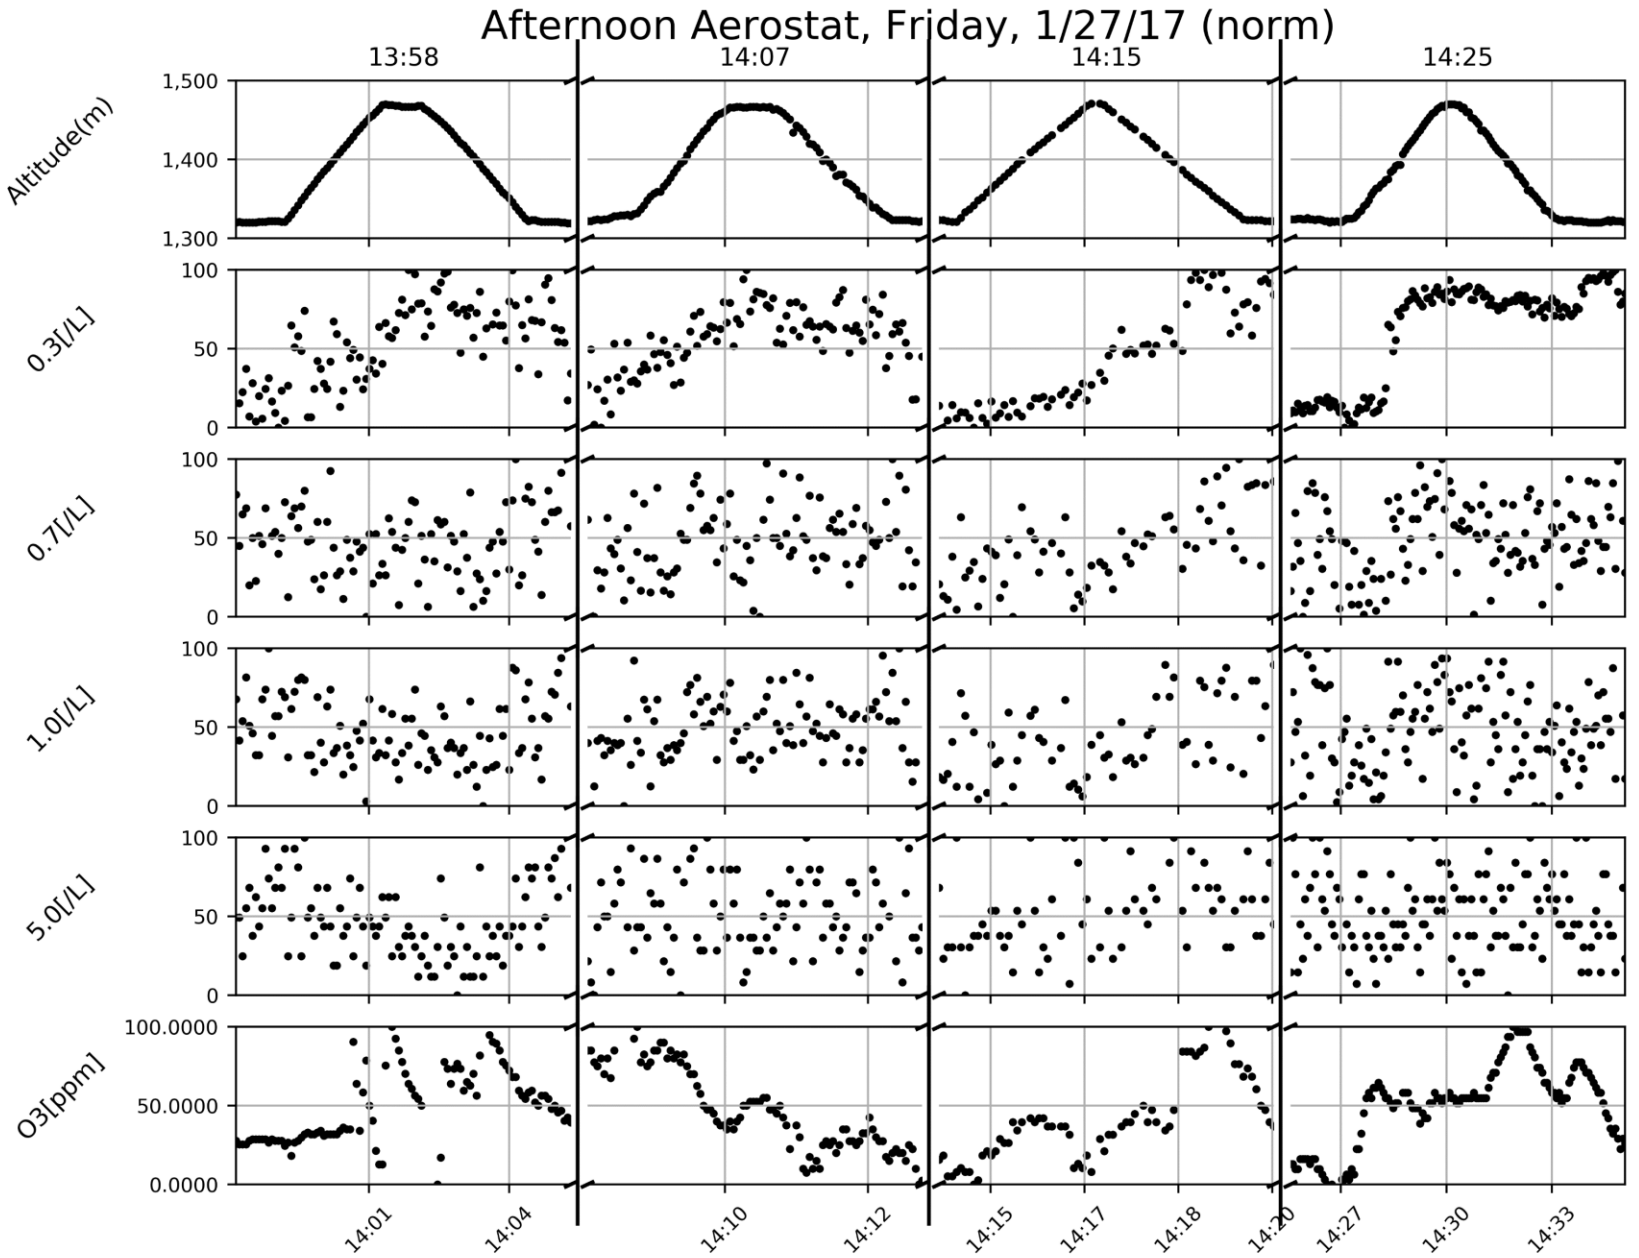 Afternoon Aerostat, Friday, 1/27/17 (norm)
13:58 14:07 14:15 14:25
Altitude(m)
1,500
1,400
1,300
0.3[/L]
100
50
0
0.7[/L]
100
50
0
1.0[/L]
100
50
0
5.0[/L]
100
50
0
O3[ppm]
100.0000
50.0000
0.0000
14:01 14:04 14:10 14:12 14:15 14:17 14:18 14:20 14:27 14:30 14:33